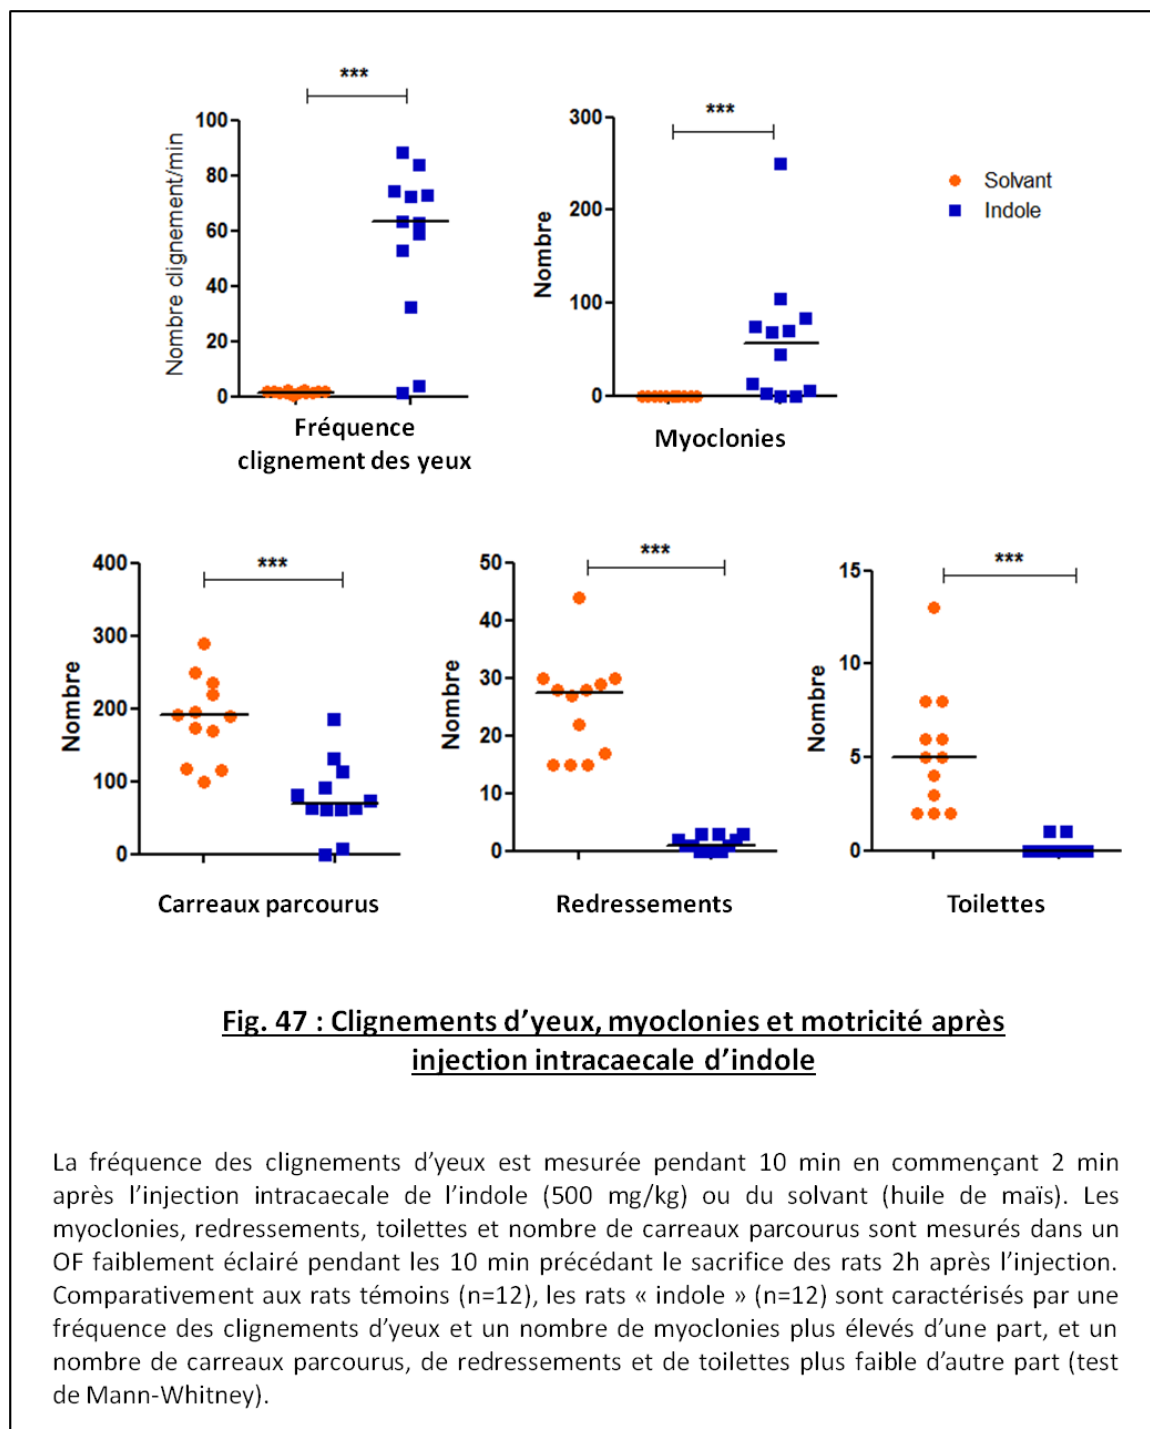 ***
100
80
60
40
20
0
Nombre clignement/min
Fréquence
clignement des yeux
***
300
200
100
0
Nombre
Myoclonies
Solvant
Indole
***
400
300
200
100
0
Nombre
Carreaux parcourus
***
50
40
30
20
10
0
Nombre
Redressements
***
15
10
5
0
Nombre
Toilettes
Fig. 47 : Clignements d’yeux, myoclonies et motricité après
injection intracaecale d’indole
La fréquence des clignements d’yeux est mesurée pendant 10 min en commençant 2 min
après l’injection intracaecale de l’indole (500 mg/kg) ou du solvant (huile de maïs). Les
myoclonies, redressements, toilettes et nombre de carreaux parcourus sont mesurés dans un
OF faiblement éclairé pendant les 10 min précédant le sacrifice des rats 2h après l’injection.
Comparativement aux rats témoins (n=12), les rats « indole » (n=12) sont caractérisés par une
fréquence des clignements d’yeux et un nombre de myoclonies plus élevés d’une part, et un
nombre de carreaux parcourus, de redressements et de toilettes plus faible d’autre part (test
de Mann-Whitney).